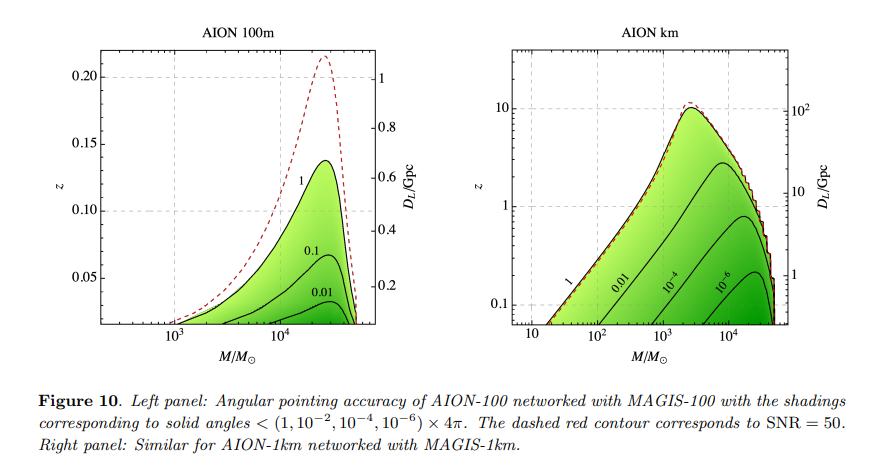 AION 100m
0.20
0.15
0.10
0.05
z
1
0.8
0.6
0.4
0.2
D_L/Gpc
1
0.1
0.01
10³
10⁴
M/M⊙
AION km
10
1
0.1
z
10²
10
1
D_L/Gpc
1
0.01
10⁻⁴
10⁻⁶
10
10²
10³
10⁴
M/M⊙
Figure 10. Left panel: Angular pointing accuracy of AION-100 networked with MAGIS-100 with the shadings
corresponding to solid angles < (1, 10⁻², 10⁻⁴, 10⁻⁶) × 4π. The dashed red contour corresponds to SNR = 50.
Right panel: Similar for AION-1km networked with MAGIS-1km.